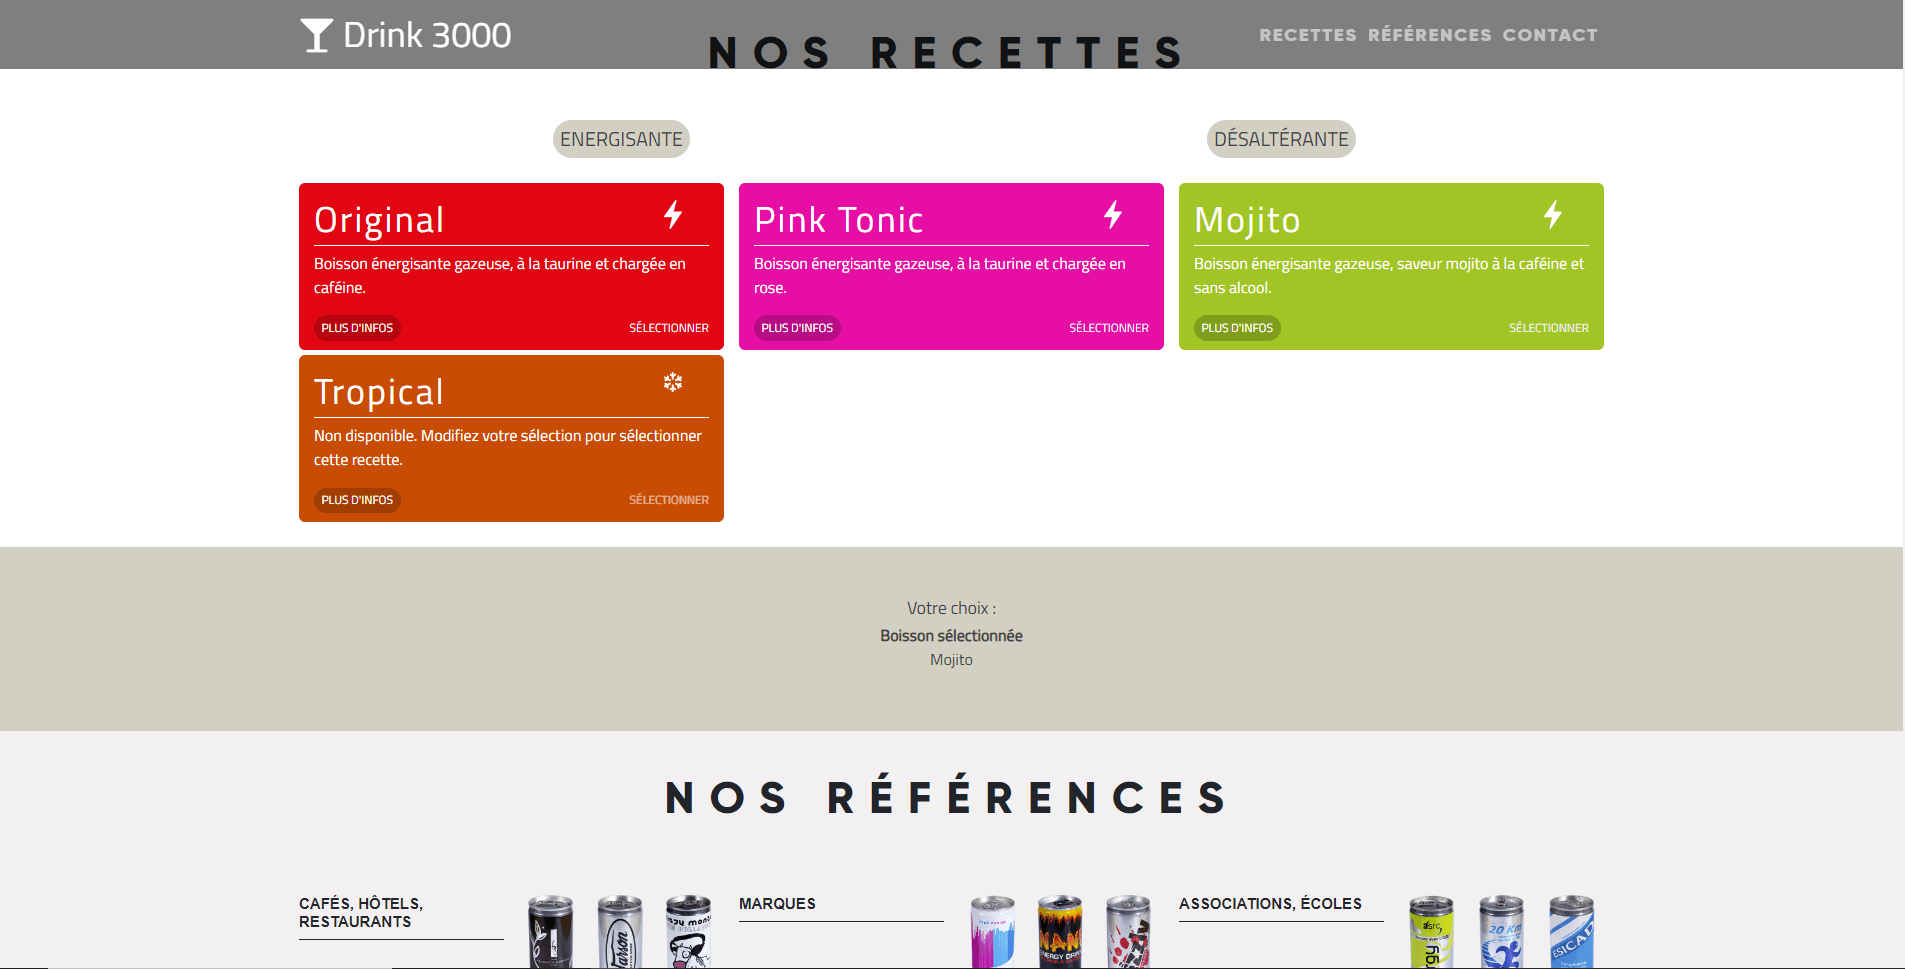 Drink 3000
NOS RECETTES
RECETTES RÉFÉRENCES CONTACT
ENERGISANTE
DÉSALTÉRANTE
Original
Boisson énergisante gazeuse, à la taurine et chargée en
caféine.
PLUS D'INFOS
SÉLECTIONNER
Pink Tonic
Boisson énergisante gazeuse, à la taurine et chargée en
rose.
PLUS D'INFOS
SÉLECTIONNER
Mojito
Boisson énergisante gazeuse, saveur mojito à la caféine et
sans alcool.
PLUS D'INFOS
SÉLECTIONNER
Tropical
Non disponible. Modifiez votre sélection pour sélectionner
cette recette.
PLUS D'INFOS
SÉLECTIONNER
Votre choix :
Boisson sélectionnée
Mojito
NOS RÉFÉRENCES
CAFÉS, HÔTELS,
RESTAURANTS
MARQUES
ASSOCIATIONS, ÉCOLES
20 Km